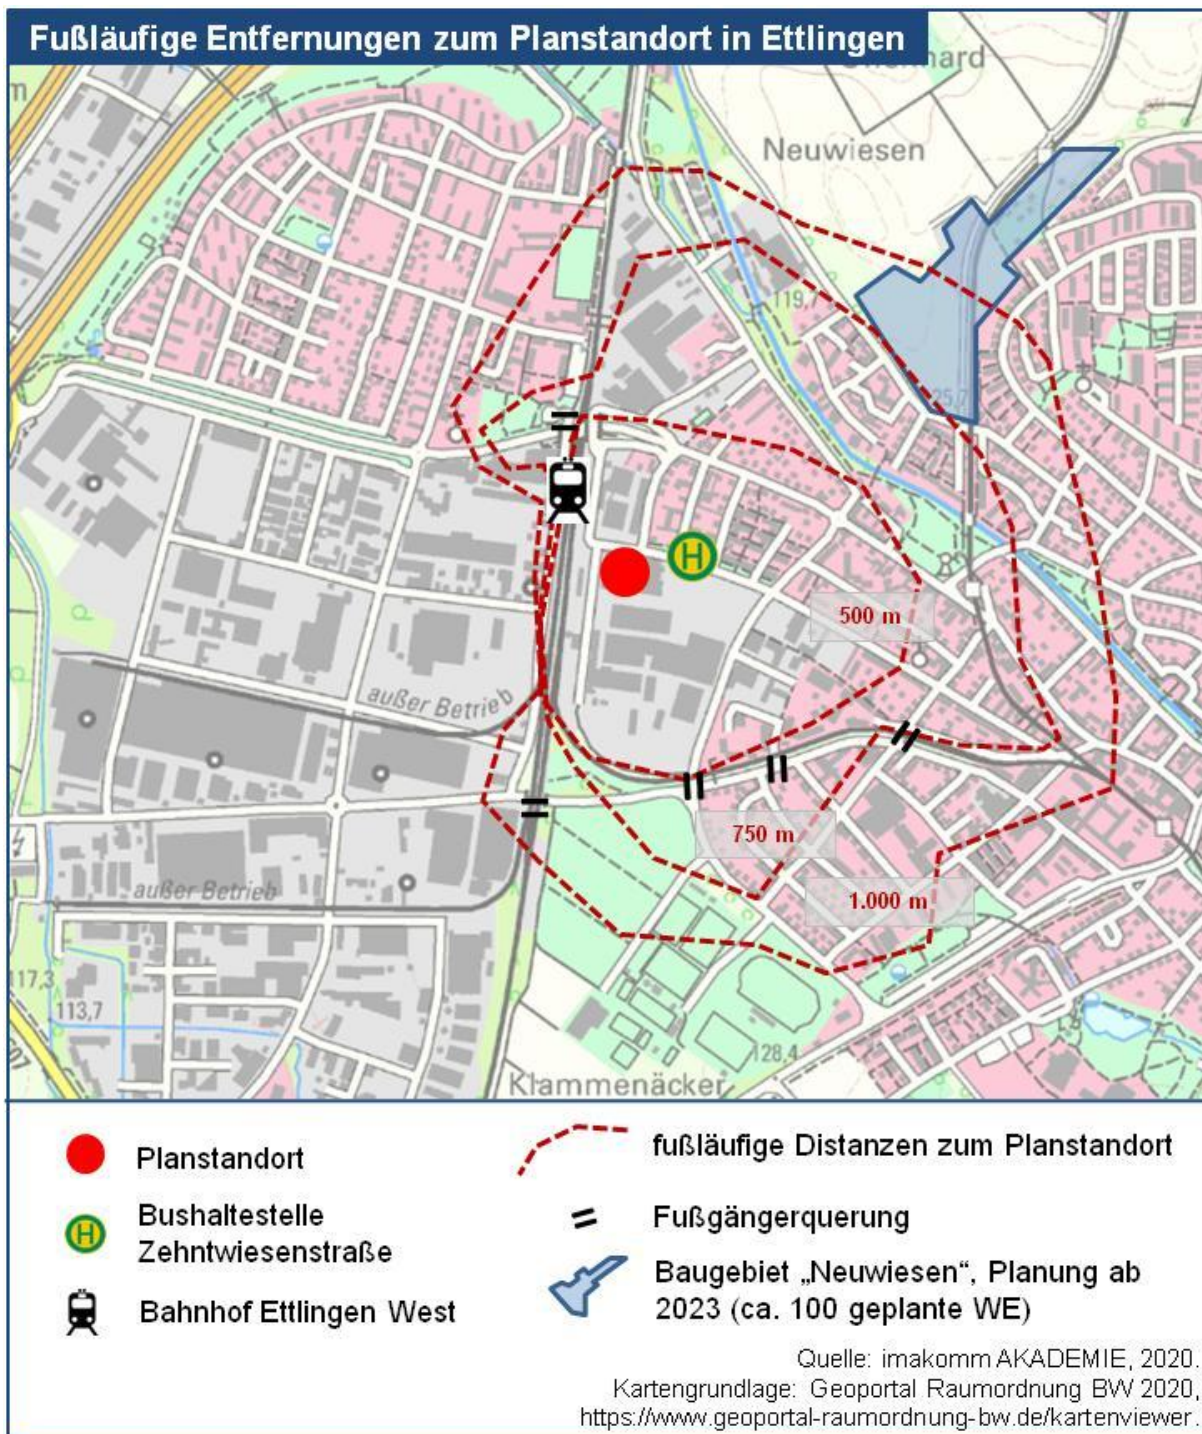 Fußläufige Entfernungen zum Planstandort in Ettlingen
Neuwiesen
119,7
25,7
500 m
außer Betrieb
750 m
1.000 m
außer Betrieb
117,3
113,7
128,4
Klammenäcker
Planstandort
fußläufige Distanzen zum Planstandort
Bushaltestelle
Zehntwiesenstraße
Fußgängerquerung
Bahnhof Ettlingen West
Baugebiet „Neuwiesen“, Planung ab
2023 (ca. 100 geplante WE)
Quelle: imakomm AKADEMIE, 2020.
Kartengrundlage: Geoportal Raumordnung BW 2020,
https://www.geoportal-raumordnung-bw.de/kartenviewer.